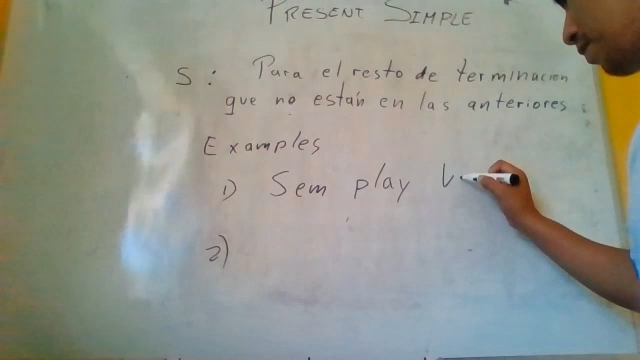 PRESENT SIMPLE
S: Para el resto de terminacion
que no están en las anteriores.
Examples
1) Sem play
2)